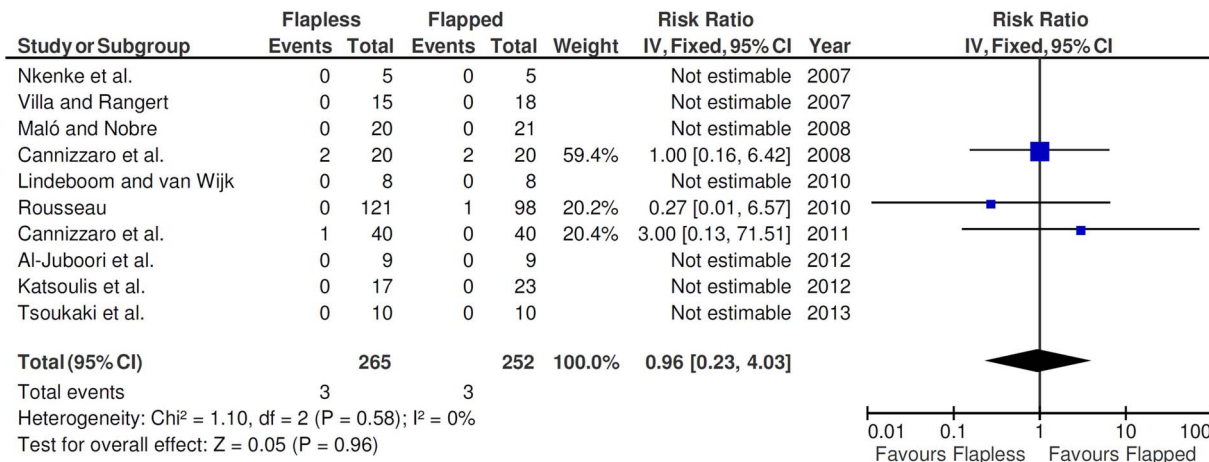 Flapless Flapped Risk Ratio Risk Ratio
Study or Subgroup Events Total Events Total Weight IV, Fixed, 95% CI Year IV, Fixed, 95% CI
Nkenke et al. 0 5 0 5 Not estimable 2007
Villa and Rangert 0 15 0 18 Not estimable 2007
Maló and Nobre 0 20 0 21 Not estimable 2008
Cannizzaro et al. 2 20 2 20 59.4% 1.00 [0.16, 6.42] 2008
Lindeboom and van Wijk 0 8 0 8 Not estimable 2010
Rousseau 0 121 1 98 20.2% 0.27 [0.01, 6.57] 2010
Cannizzaro et al. 1 40 0 40 20.4% 3.00 [0.13, 71.51] 2011
Al-Juboori et al. 0 9 0 9 Not estimable 2012
Katsoulis et al. 0 17 0 23 Not estimable 2012
Tsoukaki et al. 0 10 0 10 Not estimable 2013
Total (95% CI) 265 252 100.0% 0.96 [0.23, 4.03]
Total events 3 3
Heterogeneity: Chi² = 1.10, df = 2 (P = 0.58); I² = 0%
Test for overall effect: Z = 0.05 (P = 0.96)
0.01 0.1 1 10 100
Favours Flapless Favours Flapped